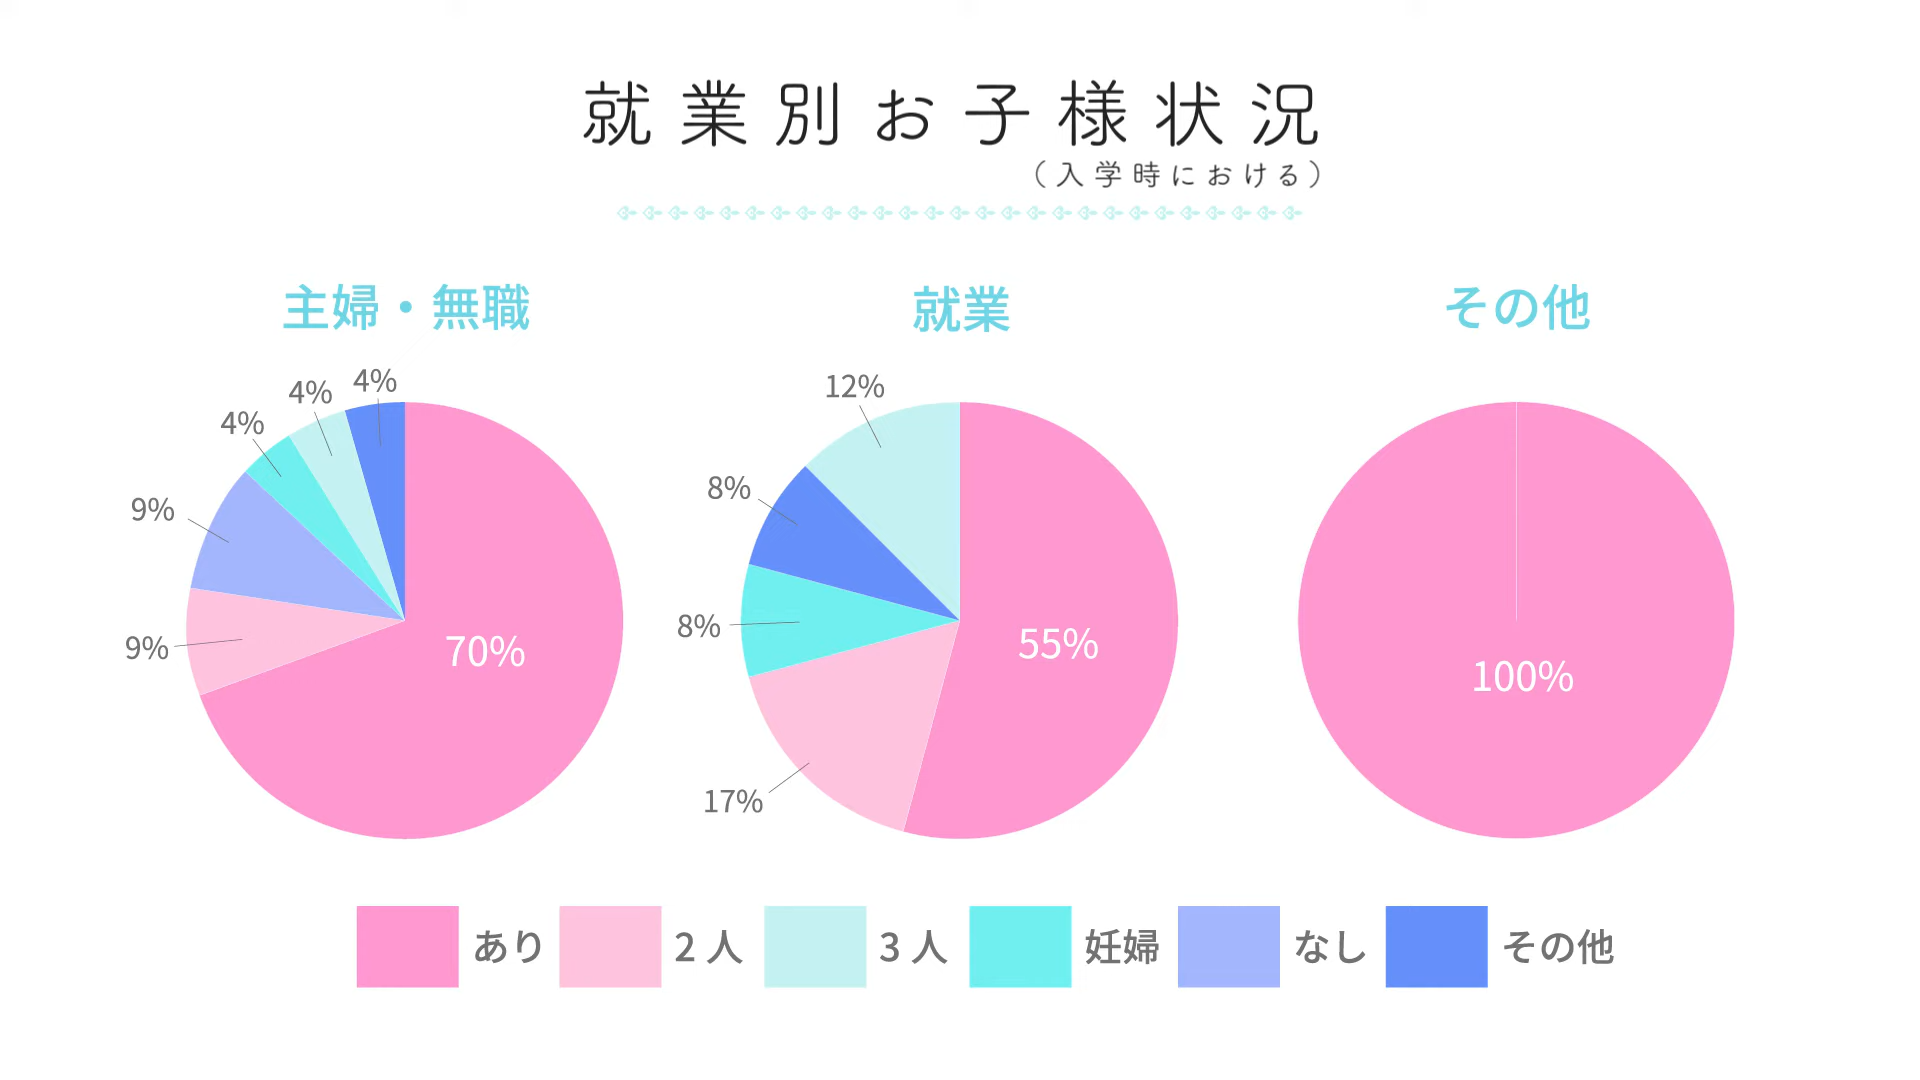 就業別お子様状況
（入学時における）
主婦・無職
就業
その他
4%
4%
4%
9%
9%
70%
12%
8%
8%
17%
55%
100%
あり
2人
3人
妊婦
なし
その他